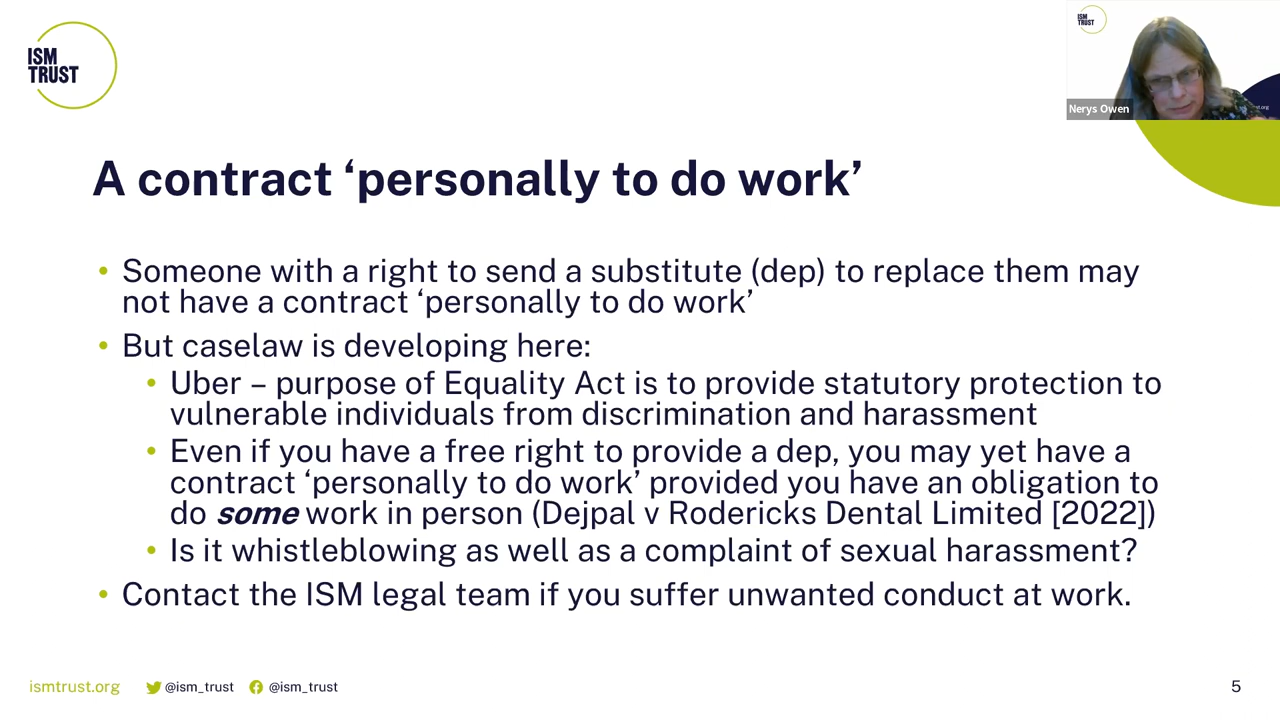 ISM
TRUST
ISM
TRUST
Nerys Owen
A contract ‘personally to do work’
• Someone with a right to send a substitute (dep) to replace them may
not have a contract ‘personally to do work’
• But caselaw is developing here:
• Uber – purpose of Equality Act is to provide statutory protection to
vulnerable individuals from discrimination and harassment
• Even if you have a free right to provide a dep, you may yet have a
contract ‘personally to do work’ provided you have an obligation to
do some work in person (Dejpal v Rodericks Dental Limited [2022])
• Is it whistleblowing as well as a complaint of sexual harassment?
• Contact the ISM legal team if you suffer unwanted conduct at work.
ismtrust.org @ism_trust @ism_trust
5